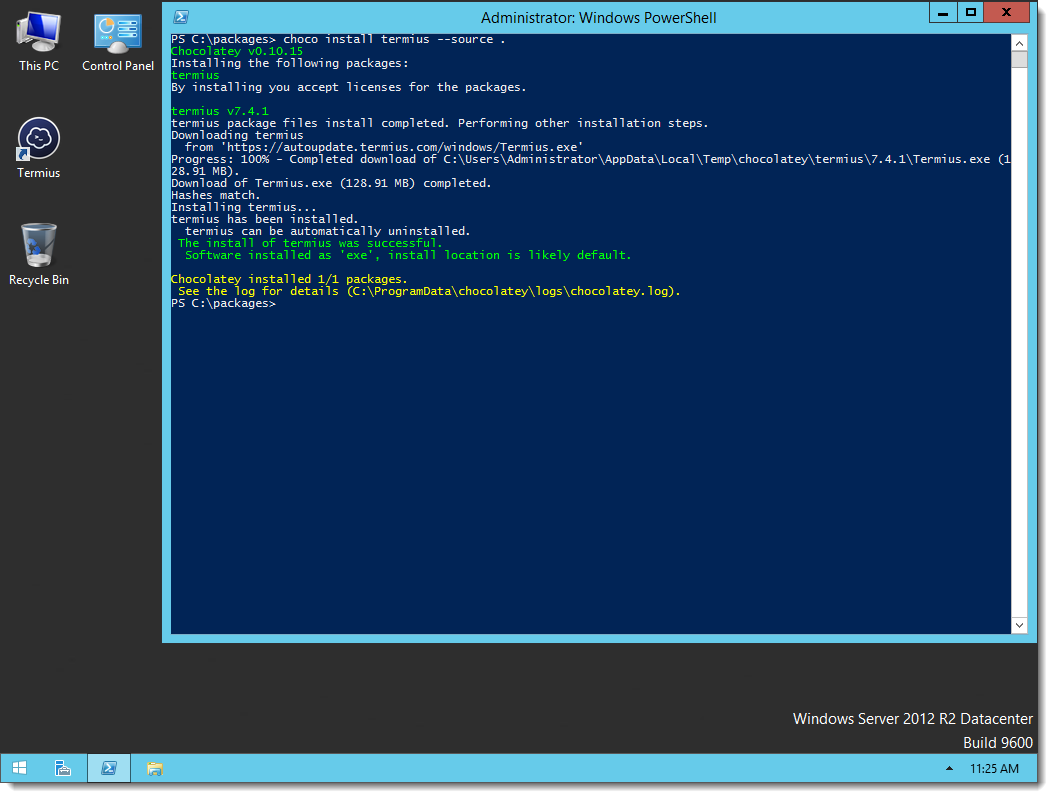 This PC
Control Panel
Termius
Recycle Bin
Administrator: Windows PowerShell
PS C:\packages> choco install termius --source .
Chocolatey v0.10.15
Installing the following packages:
termius
By installing you accept licenses for the packages.
termius v7.4.1
termius package files install completed. Performing other installation steps.
Downloading termius
from 'https://autoupdate.termius.com/windows/Termius.exe'
Progress: 100% - Completed download of C:\Users\Administrator\AppData\Local\Temp\chocolatey\termius\7.4.1\Termius.exe (1
28.91 MB).
Download of Termius.exe (128.91 MB) completed.
Hashes match.
Installing termius...
termius has been installed.
termius can be automatically uninstalled.
The install of termius was successful.
Software installed as 'exe', install location is likely default.
Chocolatey installed 1/1 packages.
See the log for details (C:\ProgramData\chocolatey\logs\chocolatey.log).
PS C:\packages>
Windows Server 2012 R2 Datacenter
Build 9600
11:25 AM